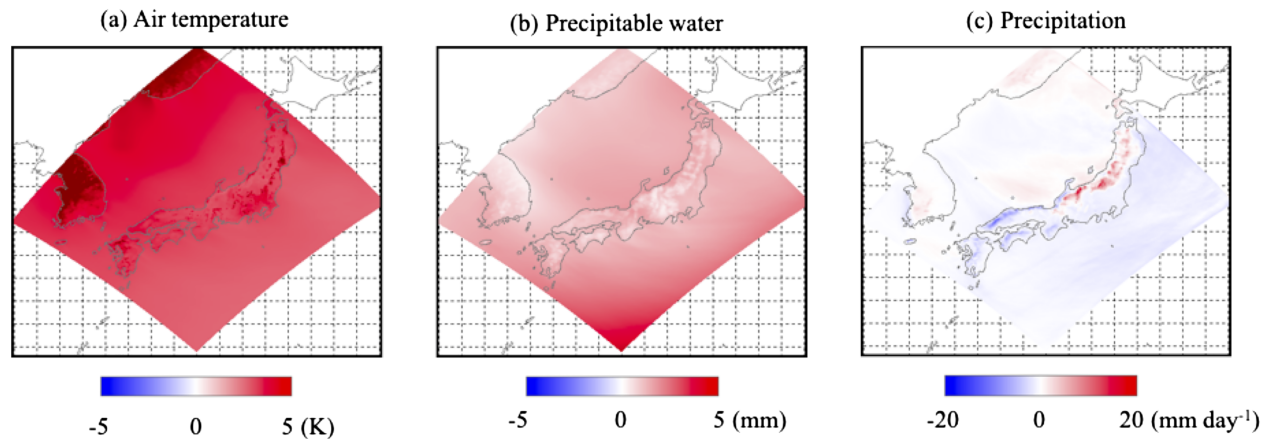 (a) Air temperature
(b) Precipitable water
(c) Precipitation
-5 0 5 (K)
-5 0 5 (mm)
-20 0 20 (mm day-1)